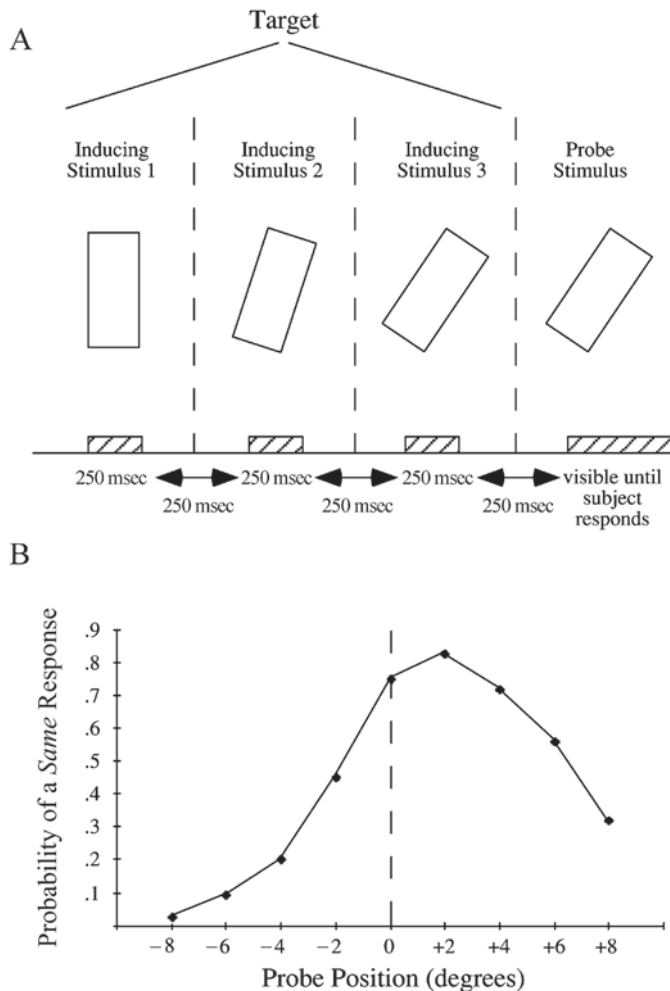 A
Target
Inducing Stimulus 1
Inducing Stimulus 2
Inducing Stimulus 3
Probe Stimulus
250 msec
250 msec
250 msec
250 msec
250 msec
250 msec
visible until
subject
responds
B
Probability of a Same Response
.9
.8
.7
.6
.5
.4
.3
.2
.1
−8 −6 −4 −2 0 +2 +4 +6 +8
Probe Position (degrees)